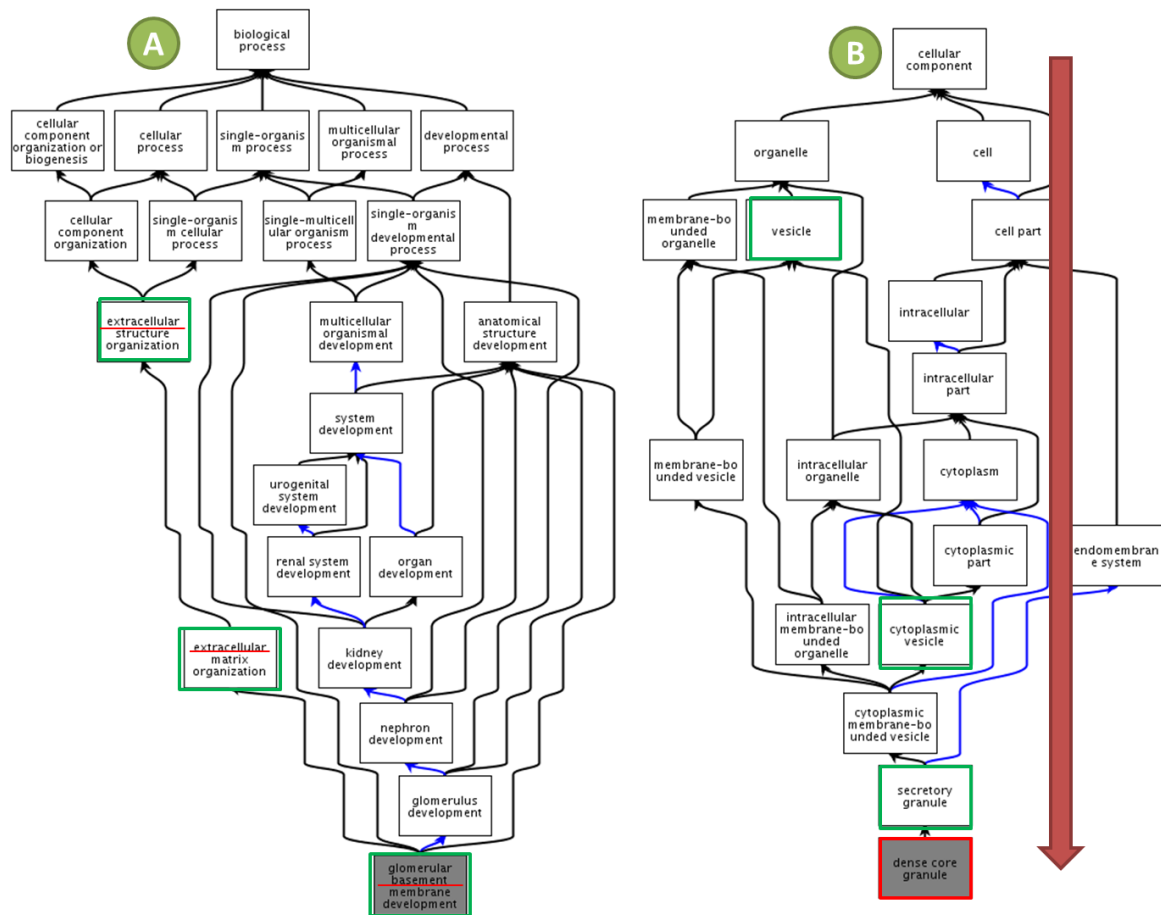 A
biological
process
cellular
component
organization or
biogenesis
cellular
process
single-organis
m process
multicellular
organismal
process
developmental
process
cellular
component
organization
single-organis
m cellular
process
single-multicell
ular organism
process
single-organis
m
developmental
process
extracellular
structure
organization
multicellular
organismal
development
anatomical
structure
development
system
development
urogenital
system
development
renal system
development
organ
development
extracellular
matrix
organization
kidney
development
nephron
development
glomerulus
development
glomerular
basement
membrane
development
B
cellular
component
organelle
cell
membrane-bo
unded
organelle
vesicle
cell part
intracellular
intracellular
part
membrane-bo
unded vesicle
intracellular
organelle
cytoplasm
cytoplasmic
part
endomembran
e system
intracellular
membrane-bo
unded
organelle
cytoplasmic
vesicle
cytoplasmic
membrane-bo
unded vesicle
secretory
granule
dense core
granule